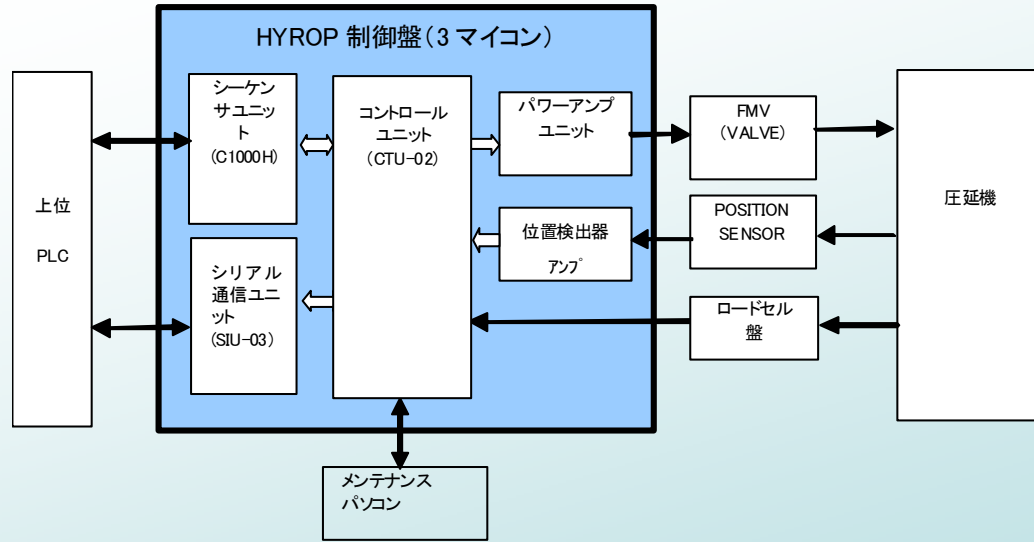 HYROP 制御盤(3 マイコン)
上位
PLC
シーケン
サユニッ
ト
(C1000H)
シリアル
通信ユニ
ット
(SIU-03)
コントロール
ユニット
(CTU-02)
パワーアンプ
ユニット
位置検出器
アンプ
FMV
(VALVE)
POSITION
SENSOR
ロードセル
盤
圧延機
メンテナンス
パソコン